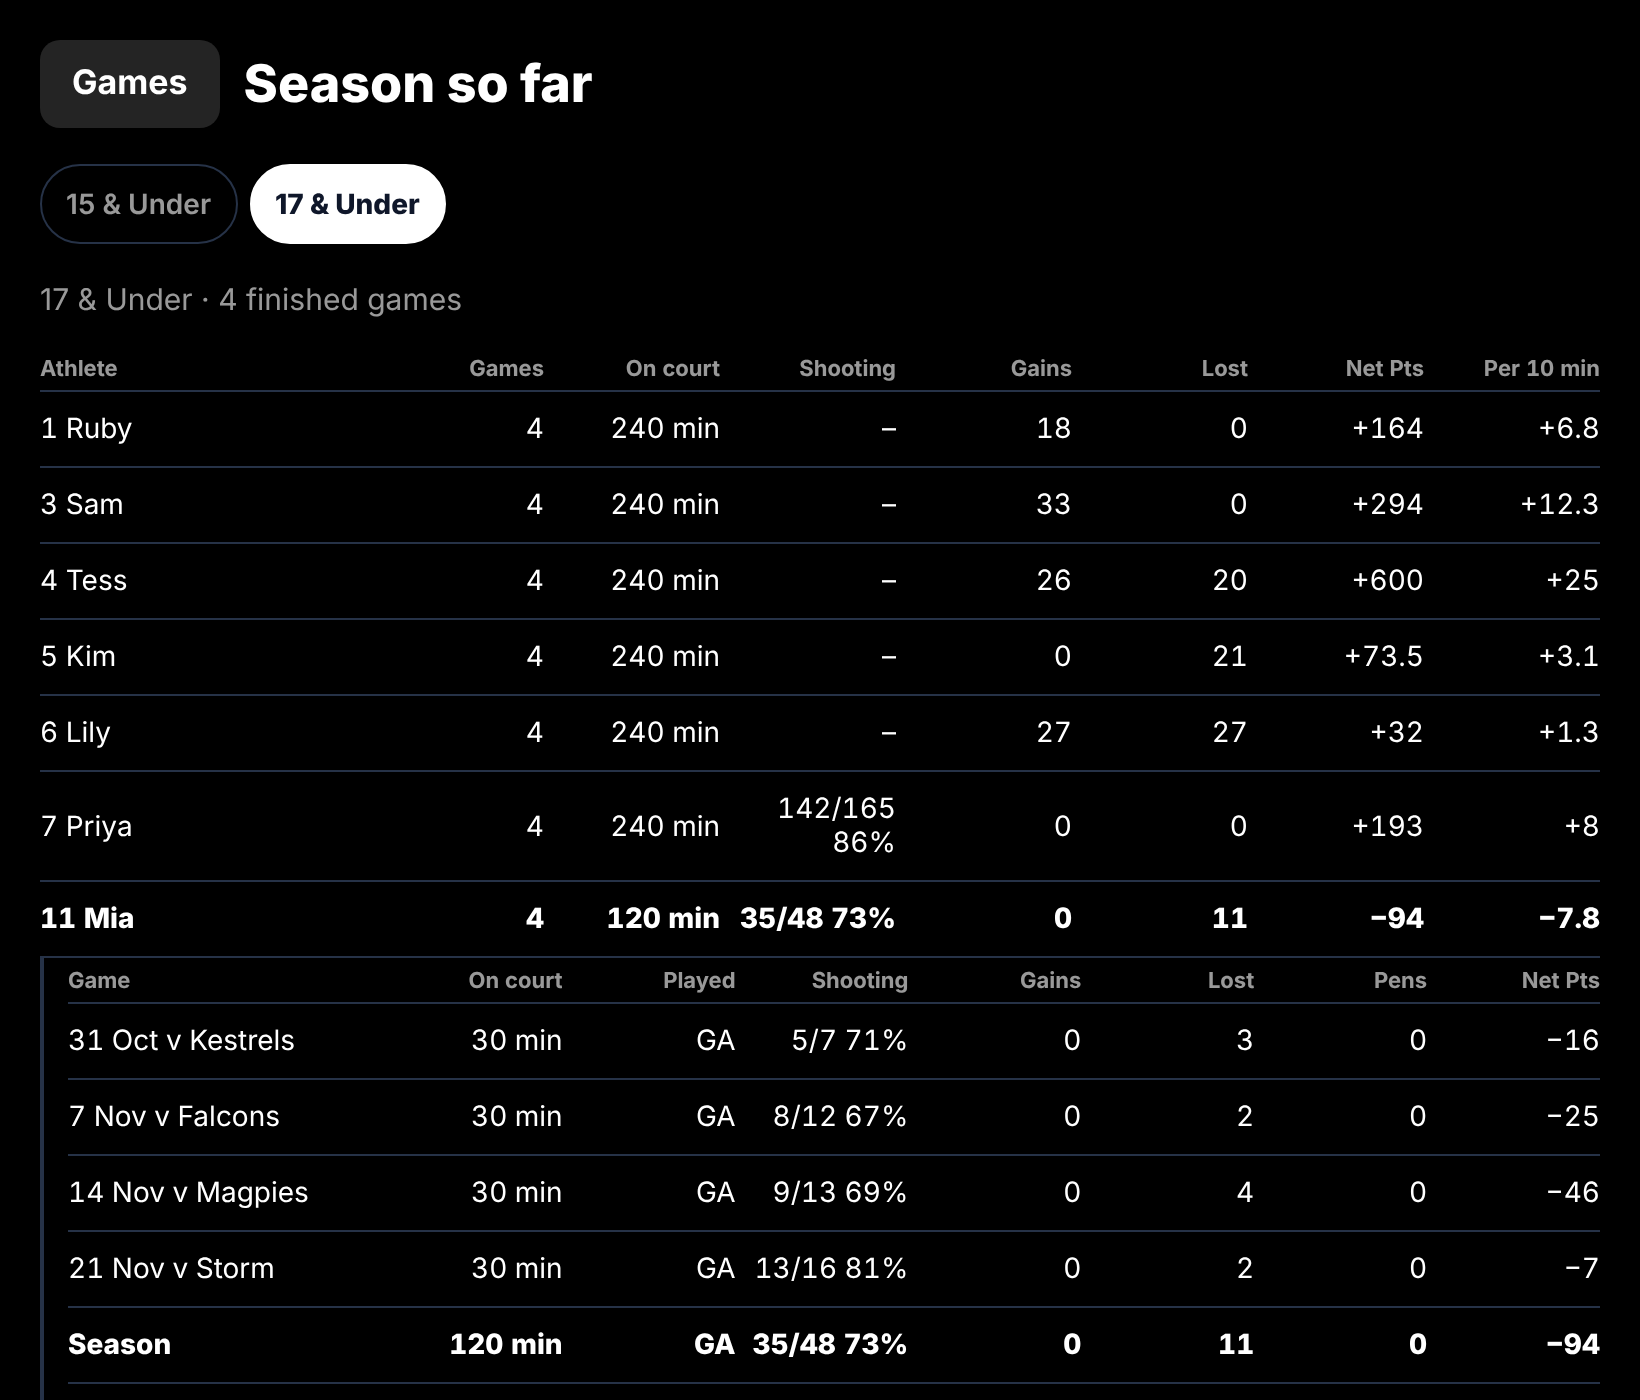 Games Season so far
15 & Under 17 & Under
17 & Under · 4 finished games
Athlete Games On court Shooting Gains Lost Net Pts Per 10 min
1 Ruby 4 240 min – 18 0 +164 +6.8
3 Sam 4 240 min – 33 0 +294 +12.3
4 Tess 4 240 min – 26 20 +600 +25
5 Kim 4 240 min – 0 21 +73.5 +3.1
6 Lily 4 240 min – 27 27 +32 +1.3
7 Priya 4 240 min 142/165 86% 0 0 +193 +8
11 Mia 4 120 min 35/48 73% 0 11 −94 −7.8
Game On court Played Shooting Gains Lost Pens Net Pts
31 Oct v Kestrels 30 min GA 5/7 71% 0 3 0 −16
7 Nov v Falcons 30 min GA 8/12 67% 0 2 0 −25
14 Nov v Magpies 30 min GA 9/13 69% 0 4 0 −46
21 Nov v Storm 30 min GA 13/16 81% 0 2 0 −7
Season 120 min GA 35/48 73% 0 11 0 −94